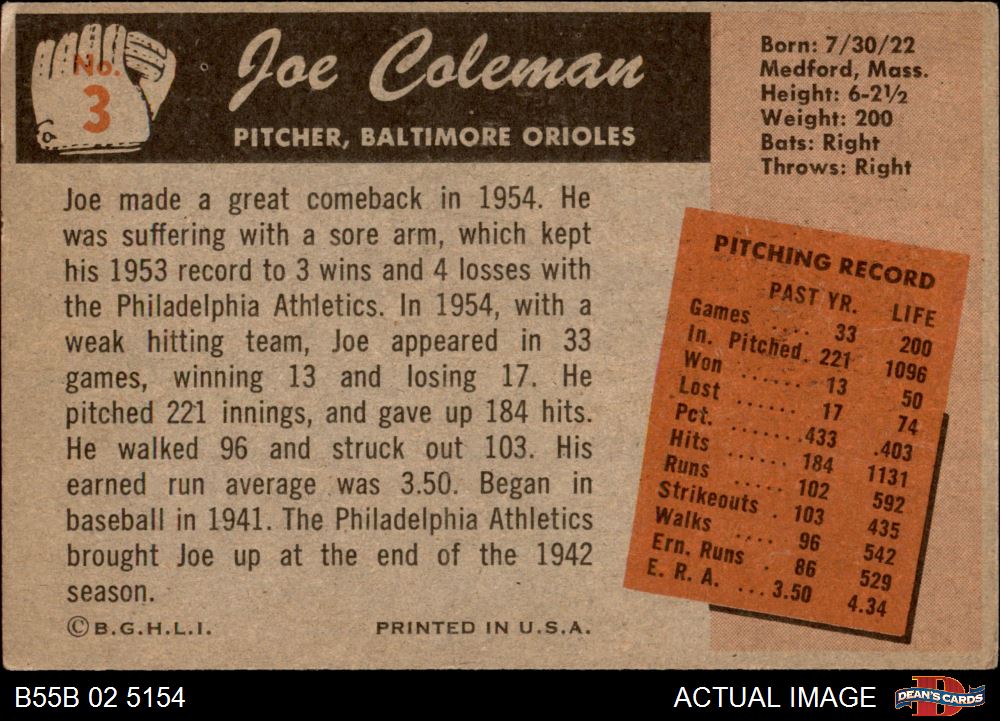 No.
3
Joe Coleman
PITCHER, BALTIMORE ORIOLES
Born: 7/30/22
Medford, Mass.
Height: 6-2½
Weight: 200
Bats: Right
Throws: Right
Joe made a great comeback in 1954. He
was suffering with a sore arm, which kept
his 1953 record to 3 wins and 4 losses with
the Philadelphia Athletics. In 1954, with a
weak hitting team, Joe appeared in 33
games, winning 13 and losing 17. He
pitched 221 innings, and gave up 184 hits.
He walked 96 and struck out 103. His
earned run average was 3.50. Began in
baseball in 1941. The Philadelphia Athletics
brought Joe up at the end of the 1942
season.
© B.G.H.L.I. PRINTED IN U.S.A.
PITCHING RECORD
PAST YR. LIFE
Games .... 33 200
In. Pitched. 221 1096
Won ...... 13 50
Lost ...... 17 74
Pct. ....... .433 .403
Hits ...... 184 1131
Runs ..... 102 592
Strikeouts . 103 435
Walks .... 96 542
Ern. Runs . 86 529
E. R. A. ... 3.50 4.34
B55B 02 5154 ACTUAL IMAGE
D
DEAN'S CARDS